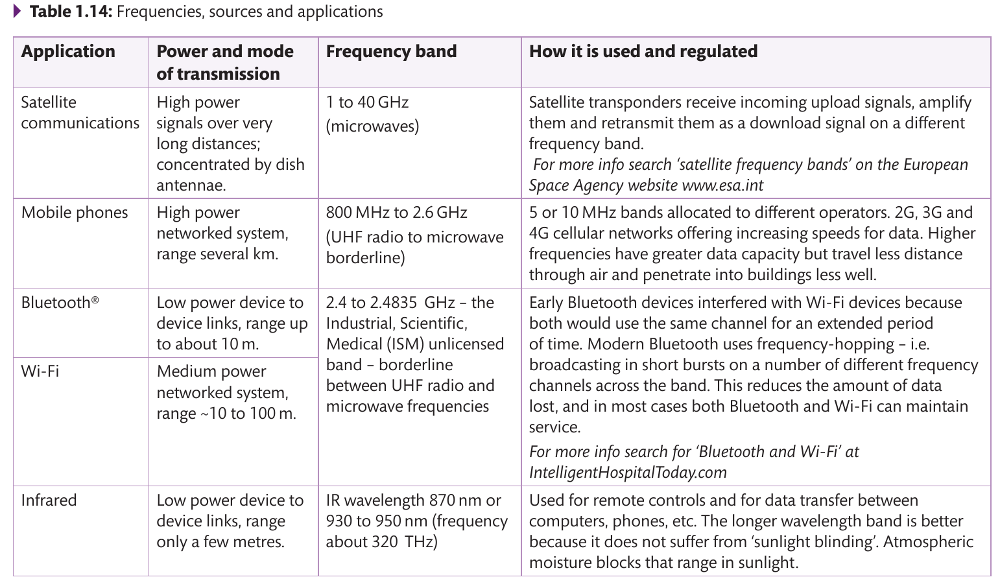 Table 1.14: Frequencies, sources and applications
Application
Power and mode
of transmission
Frequency band
How it is used and regulated
Satellite
communications
High power
signals over very
long distances;
concentrated by dish
antennae.
1 to 40 GHz
(microwaves)
Satellite transponders receive incoming upload signals, amplify
them and retransmit them as a download signal on a different
frequency band.
For more info search ‘satellite frequency bands’ on the European
Space Agency website www.esa.int
Mobile phones
High power
networked system,
range several km.
800 MHz to 2.6 GHz
(UHF radio to microwave
borderline)
5 or 10 MHz bands allocated to different operators. 2G, 3G and
4G cellular networks offering increasing speeds for data. Higher
frequencies have greater data capacity but travel less distance
through air and penetrate into buildings less well.
Bluetooth®
Low power device to
device links, range up
to about 10 m.
2.4 to 2.4835 GHz – the
Industrial, Scientific,
Medical (ISM) unlicensed
band – borderline
between UHF radio and
microwave frequencies
Early Bluetooth devices interfered with Wi-Fi devices because
both would use the same channel for an extended period
of time. Modern Bluetooth uses frequency-hopping – i.e.
broadcasting in short bursts on a number of different frequency
channels across the band. This reduces the amount of data
lost, and in most cases both Bluetooth and Wi-Fi can maintain
service.
For more info search for ‘Bluetooth and Wi-Fi’ at
IntelligentHospitalToday.com
Wi-Fi
Medium power
networked system,
range ~10 to 100 m.
Infrared
Low power device to
device links, range
only a few metres.
IR wavelength 870 nm or
930 to 950 nm (frequency
about 320 THz)
Used for remote controls and for data transfer between
computers, phones, etc. The longer wavelength band is better
because it does not suffer from ‘sunlight blinding’. Atmospheric
moisture blocks that range in sunlight.